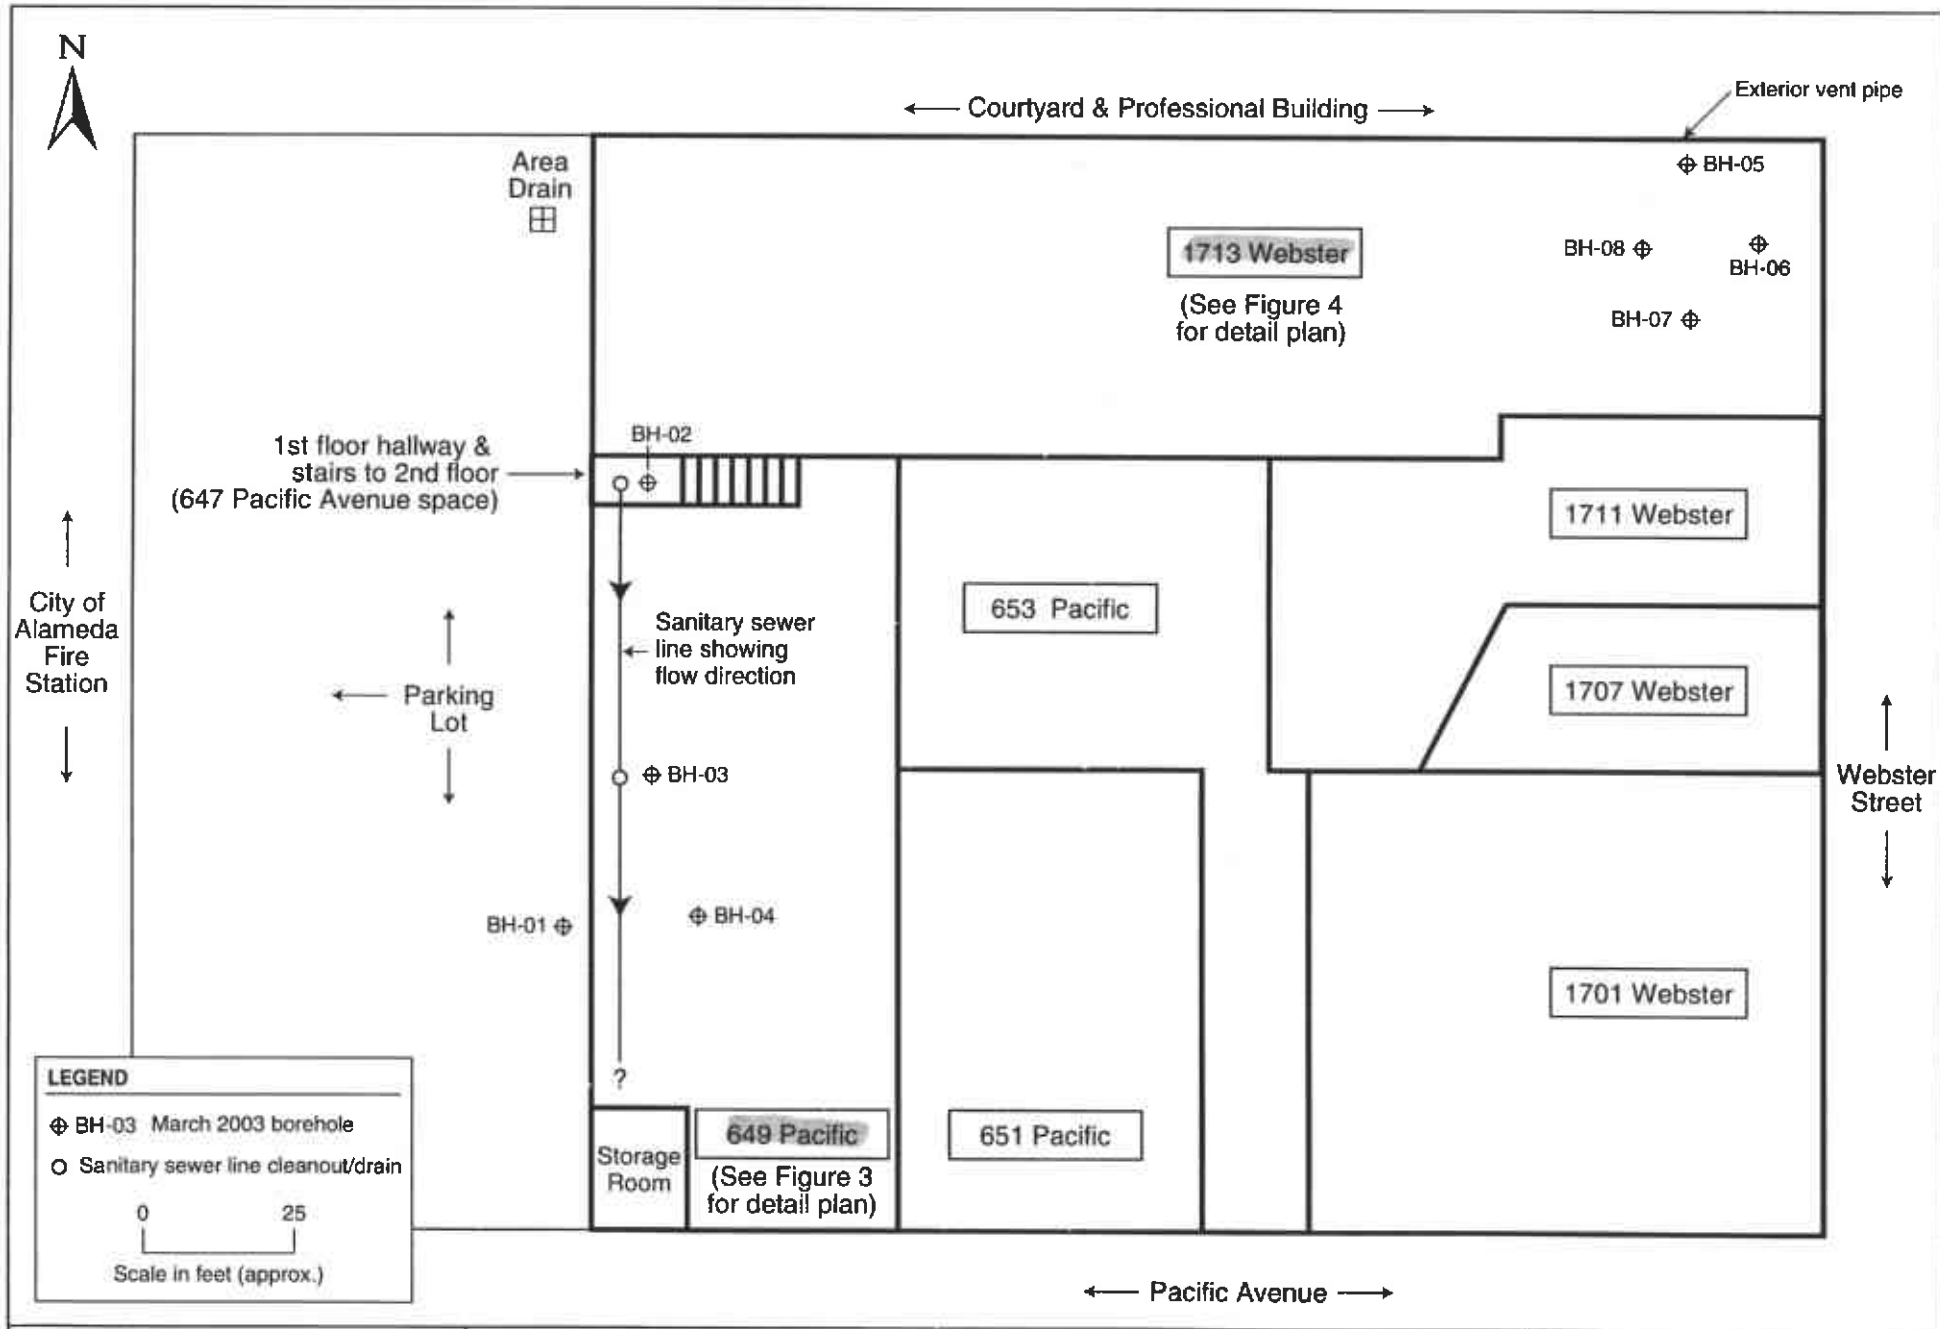 N
← Courtyard & Professional Building →
Exterior vent pipe
Area
Drain
BH-05
1713 Webster
BH-08
BH-06
(See Figure 4
for detail plan)
BH-07
1st floor hallway &
stairs to 2nd floor
(647 Pacific Avenue space)
BH-02
1711 Webster
City of
Alameda
Fire
Station
653 Pacific
Sanitary sewer
line showing
flow direction
Parking
Lot
1707 Webster
BH-03
Webster
Street
BH-01
BH-04
1701 Webster
?
LEGEND
BH-03 March 2003 borehole
Sanitary sewer line cleanout/drain
0 25
Scale in feet (approx.)
Storage
Room
649 Pacific
(See Figure 3
for detail plan)
651 Pacific
← Pacific Avenue →